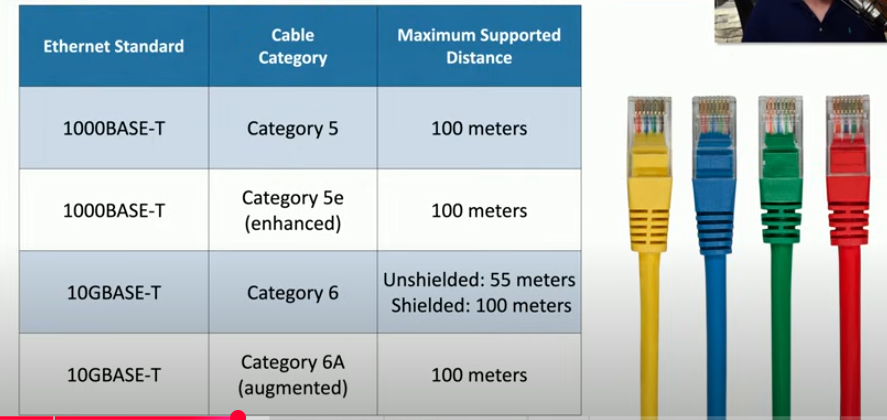 Ethernet Standard
Cable
Category
Maximum Supported
Distance
1000BASE-T
Category 5
100 meters
1000BASE-T
Category 5e
(enhanced)
100 meters
10GBASE-T
Category 6
Unshielded: 55 meters
Shielded: 100 meters
10GBASE-T
Category 6A
(augmented)
100 meters